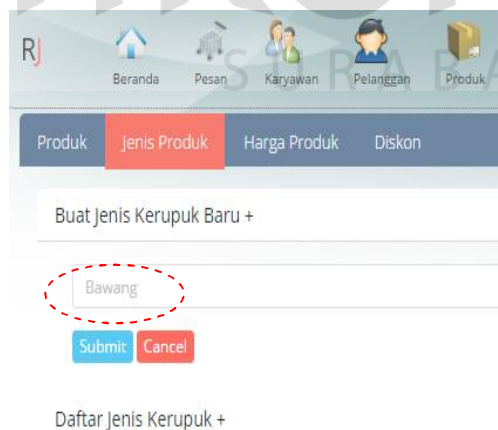 RJ
Beranda Pesan Karyawan Pelanggan Produk
SURABA
Produk Jenis Produk Harga Produk Diskon
Buat Jenis Kerupuk Baru +
Bawang
Submit Cancel
Daftar Jenis Kerupuk +